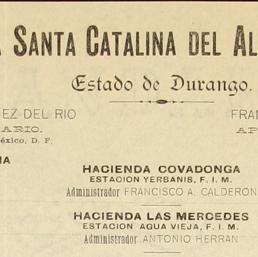 SANTA CATALINA DEL AL
Estado de Durango.
EZ DEL RIO FRAN
ARIO. AP
éxico, D. F.
HACIENDA COVADONGA
ESTACION YERBANIS, F. I. M.
Administrador FRANCISCO A. CALDERON
HACIENDA LAS MERCEDES
ESTACION AGUA VIEJA, F. I. M.
Administrador ANTONIO HERRAN